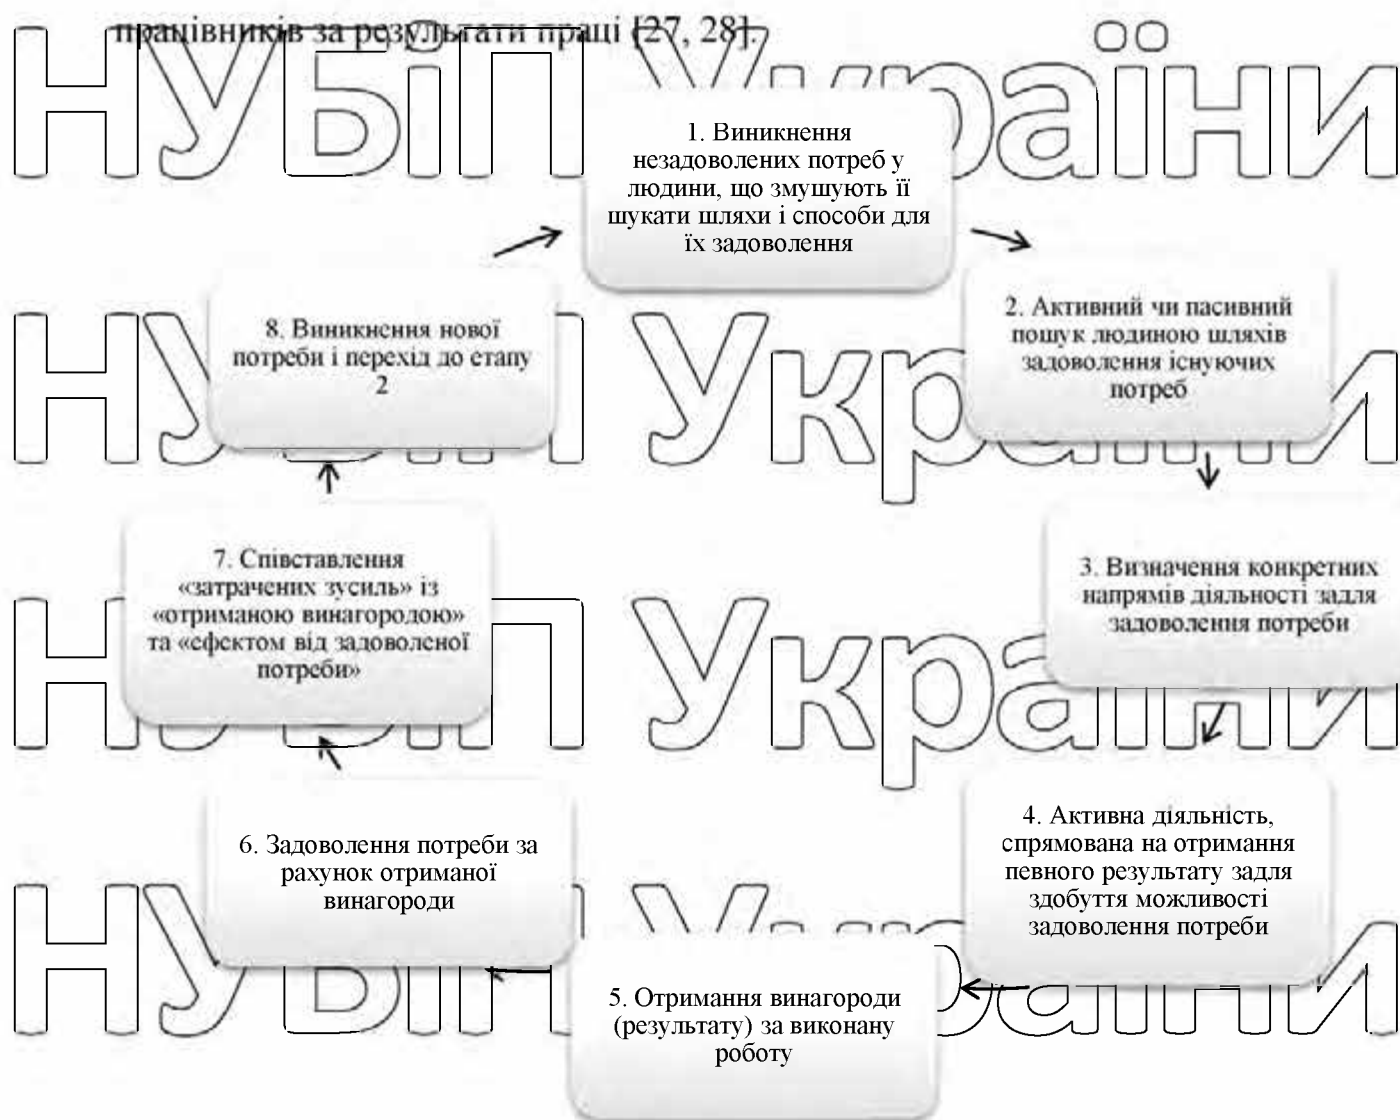 працівників за результати праці [27, 28].
НУБіП України
1. Виникнення
незадоволених потреб у
людини, що змушують її
шукати шляхи і способи для
їх задоволення
2. Активний чи пасивний
пошук людиною шляхів
задоволення існуючих
потреб
8. Виникнення нової
потреби і перехід до етапу
2
НУБіП України
3. Визначення конкретних
напрямів діяльності задля
задоволення потреби
7. Співставлення
«затрачених зусиль» із
«отриманою винагородою»
та «ефектом від задоволеної
потреби»
НУБіП України
4. Активна діяльність,
спрямована на отримання
певного результату задля
здобуття можливості
задоволення потреби
6. Задоволення потреби за
рахунок отриманої
винагороди
НУБіП України
5. Отримання винагороди
(результату) за виконану
роботу